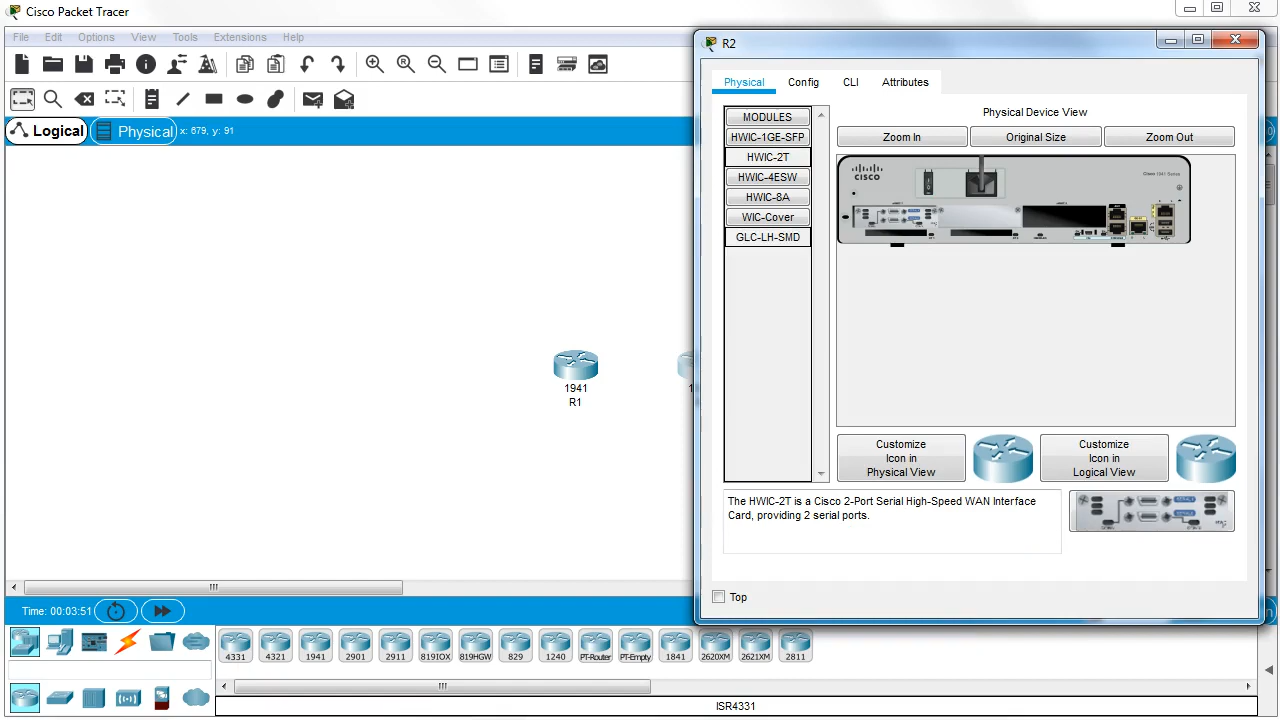 Cisco Packet Tracer
File Edit Options View Tools Extensions Help
Logical Physical x: 679, y: 91
1941
R1
R2
Physical Config CLI Attributes
MODULES
HWIC-1GE-SFP
HWIC-2T
HWIC-4ESW
HWIC-8A
WIC-Cover
GLC-LH-SMD
Physical Device View
Zoom In Original Size Zoom Out
CISCO
Cisco 1941 Series
Customize
Icon in
Physical View
Customize
Icon in
Logical View
The HWIC-2T is a Cisco 2-Port Serial High-Speed WAN Interface
Card, providing 2 serial ports.
Top
Time: 00:03:51
4331 4321 1941 2901 2911 819IOX 819HGW 829 1240 PT-Router PT-Empty 1841 2620XM 2621XM 2811
ISR4331